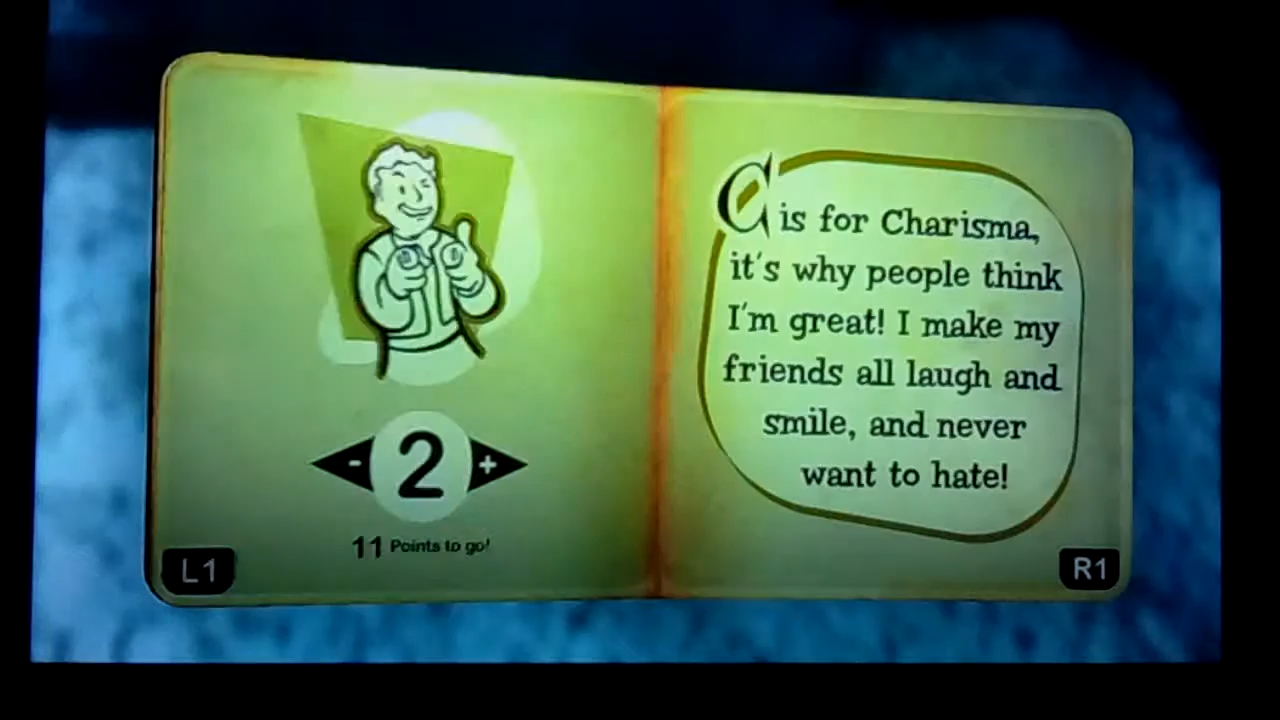 - 2 +
11 Points to go!
L1
C is for Charisma,
it's why people think
I'm great! I make my
friends all laugh and
smile, and never
want to hate!
R1